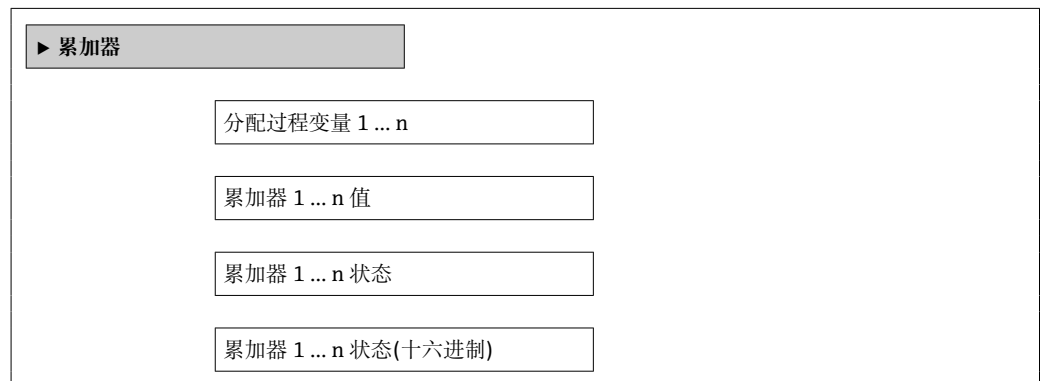 ▶ 累加器
分配过程变量 1 ... n
累加器 1 ... n 值
累加器 1 ... n 状态
累加器 1 ... n 状态(十六进制)